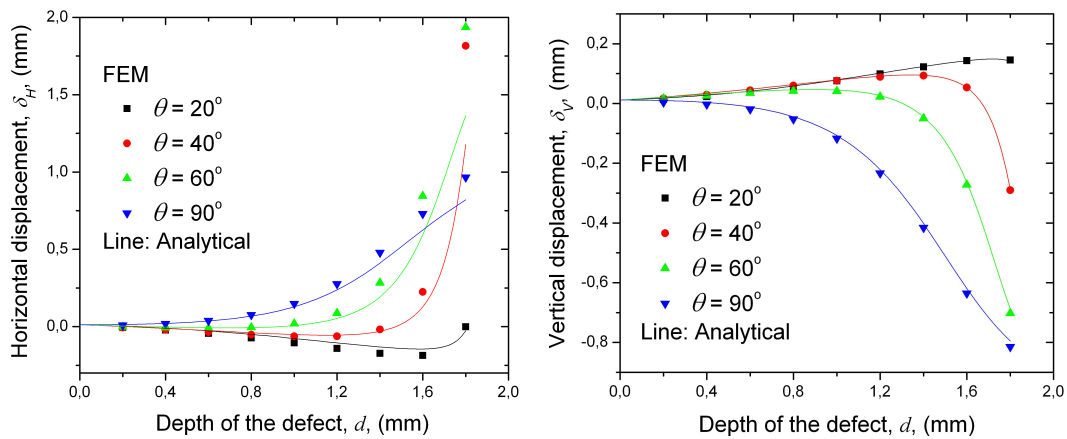 Horizontal displacement, δH, (mm)
2,0
1,5
1,0
0,5
0,0
FEM
θ = 20°
θ = 40°
θ = 60°
θ = 90°
Line: Analytical
0,0 0,4 0,8 1,2 1,6 2,0
Depth of the defect, d, (mm)
Vertical displacement, δV, (mm)
0,2
0,0
-0,2
-0,4
-0,6
-0,8
FEM
θ = 20°
θ = 40°
θ = 60°
θ = 90°
Line: Analytical
0,0 0,4 0,8 1,2 1,6 2,0
Depth of the defect, d, (mm)